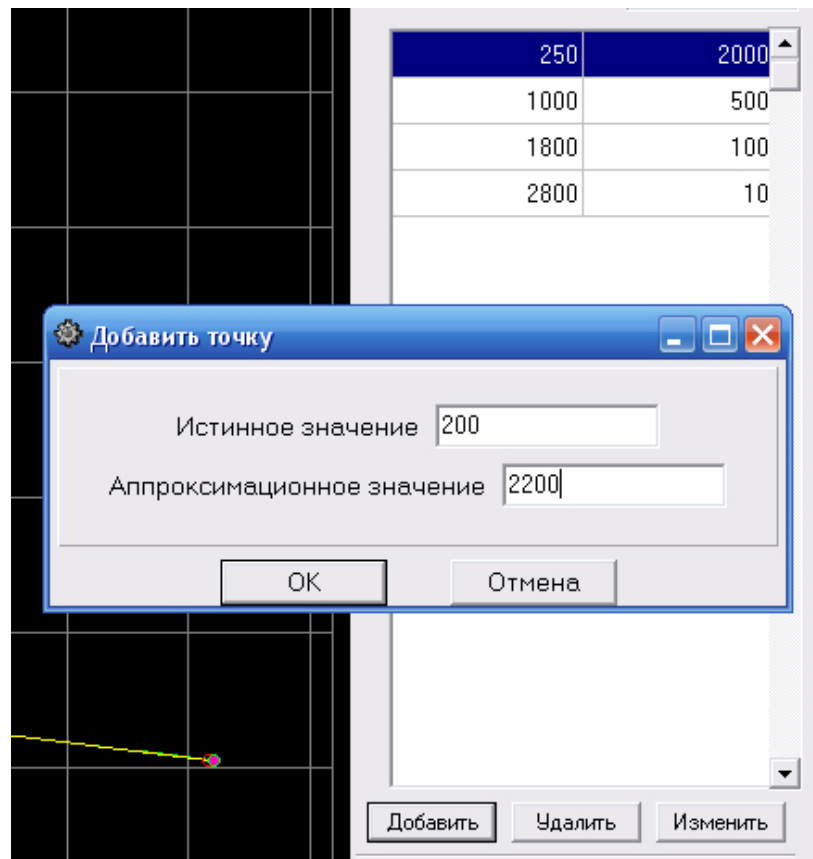 250 2000
1000 500
1800 100
2800 10
Добавить точку
Истинное значение 200
Аппроксимационное значение 2200
OK Отмена
Добавить Удалить Изменить